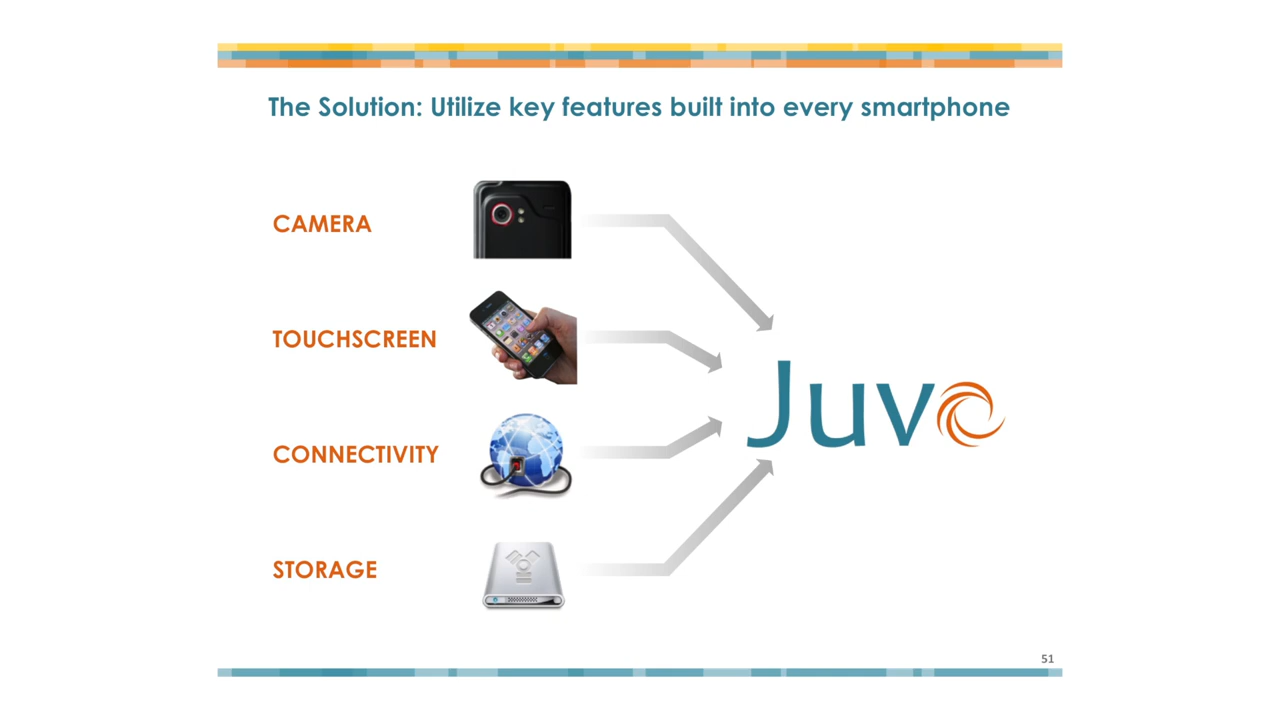 The Solution: Utilize key features built into every smartphone
CAMERA
TOUCHSCREEN
CONNECTIVITY
STORAGE
Juvo
51